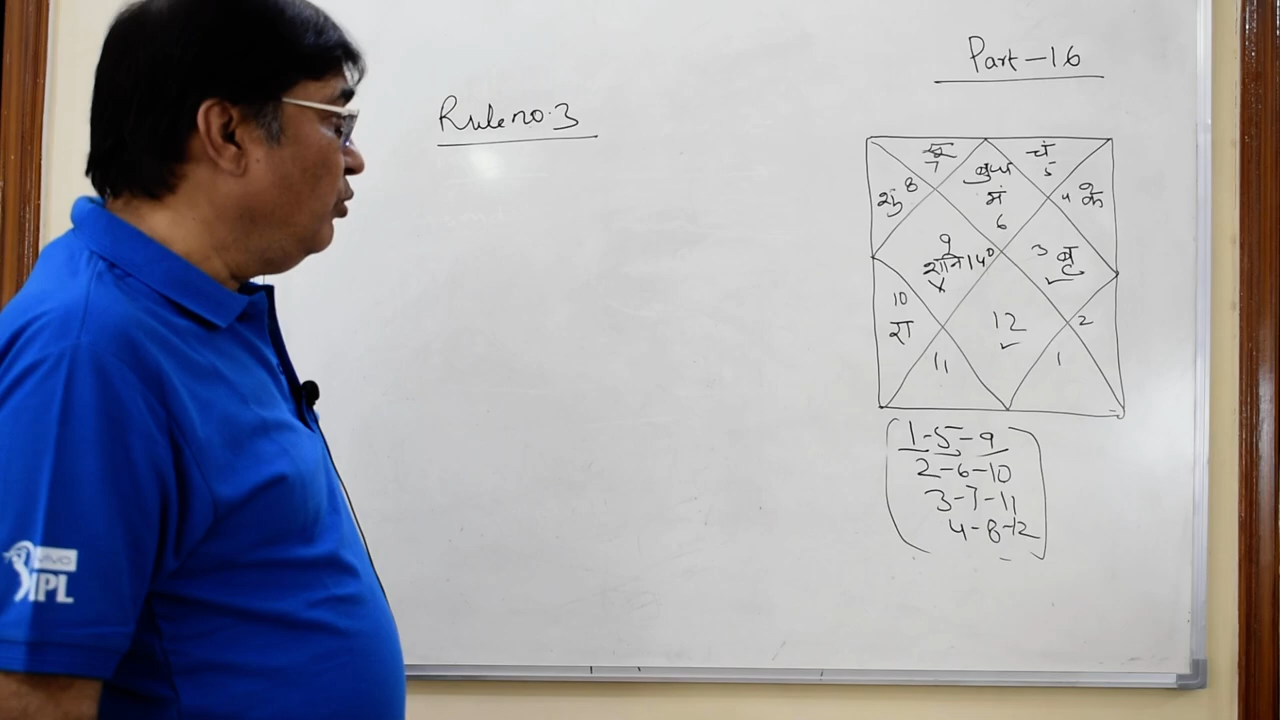 Part-16
Rule no. 3
सू चं
7 बुध 5
8 मं 4 के
शु 6
9 3 बृ
शनि 14°
10 12 2
रा
11 1
1-5-9
2-6-10
3-7-11
4-8-12
VIVO
IPL